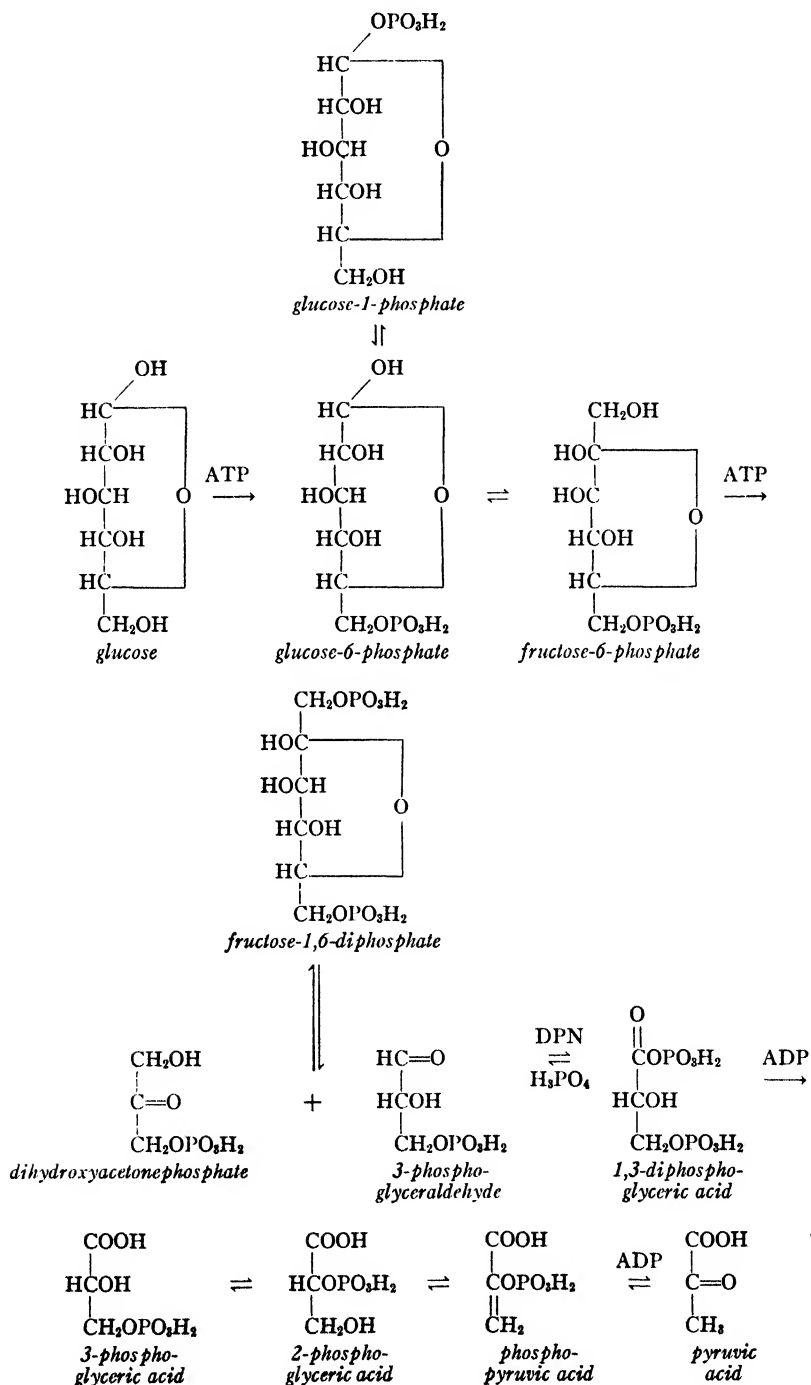 OPO₃H₂
HC
HCOH
HOCH O
HCOH
HC
CH₂OH
glucose-1-phosphate
⇌
OH
HC
HCOH
HOCH O
HCOH
HC
CH₂OH
glucose
ATP
→
OH
HC
HCOH
HOCH O
HCOH
HC
CH₂OPO₃H₂
glucose-6-phosphate
⇌
CH₂OH
HOC
HOC
HCOH O
HC
CH₂OPO₃H₂
fructose-6-phosphate
ATP
→
CH₂OPO₃H₂
HOC
HOCH
O
HCOH
HC
CH₂OPO₃H₂
fructose-1,6-diphosphate
⇌
CH₂OH
C=O
CH₂OPO₃H₂
dihydroxyacetonephosphate
+
HC=O
HCOH
CH₂OPO₃H₂
3-phospho-
glyceraldehyde
DPN
⇌
H₃PO₄
O
COPO₃H₂
HCOH
CH₂OPO₃H₂
1,3-diphospho-
glyceric acid
ADP
→
COOH
HCOH
CH₂OPO₃H₂
3-phospho-
glyceric acid
⇌
COOH
HCOPO₃H₂
CH₂OH
2-phospho-
glyceric acid
⇌
COOH
COPO₃H₂
CH₂
phospho-
pyruvic acid
ADP
⇌
COOH
C=O
CH₃
pyruvic
acid